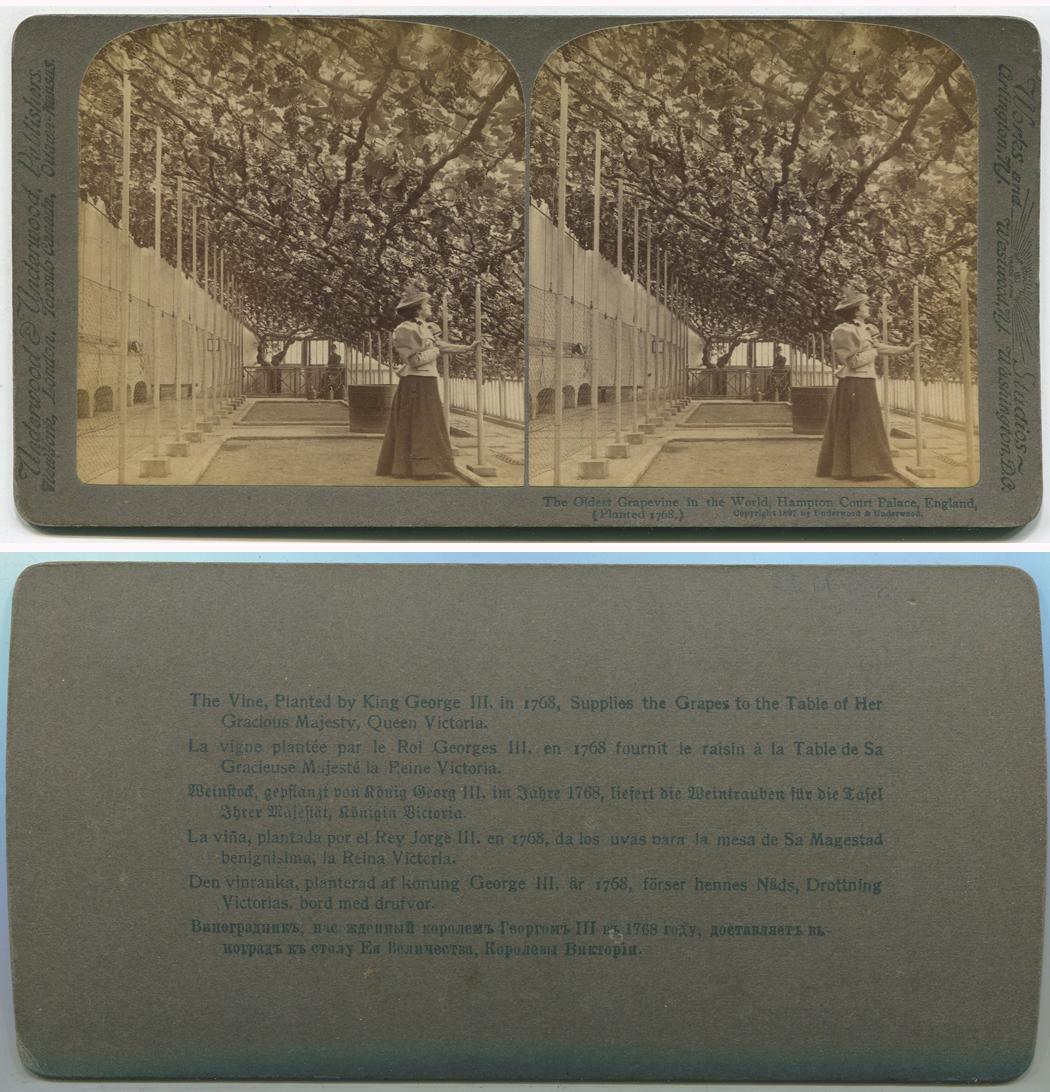 Underwood & Underwood, Publishers.
New York, London, Toronto-Canada, Ottawa-Kansas.
Works and Studios~
Arlington, N.J. Westwood, N.J. Washington, D.C.
The Oldest Grapevine in the World, Hampton Court Palace, England,
(Planted 1768.) Copyright 1897 by Underwood & Underwood.
The Vine, Planted by King George III. in 1768, Supplies the Grapes to the Table of Her
Gracious Majesty, Queen Victoria.
La vigne plantée par le Roi Georges III. en 1768 fournit le raisin à la Table de Sa
Gracieuse Majesté la Reine Victoria.
Weinstock, gepflanzt von König Georg III. im Jahre 1768, liefert die Weintrauben für die Tafel
Ihrer Majestät, Königin Victoria.
La viña, plantada por el Rey Jorge III. en 1768, da los uvas para la mesa de Sa Magestad
benignisima, la Reina Victoria.
Den vinranka, planterad af konung George III. år 1768, förser hennes Nåds, Drottning
Victorias, bord med drufvor.
Виноградникъ, насажденный королемъ Георгомъ III въ 1768 году, доставляетъ ви-
ноградъ къ столу Ея Величества, Королевы Викторіи.